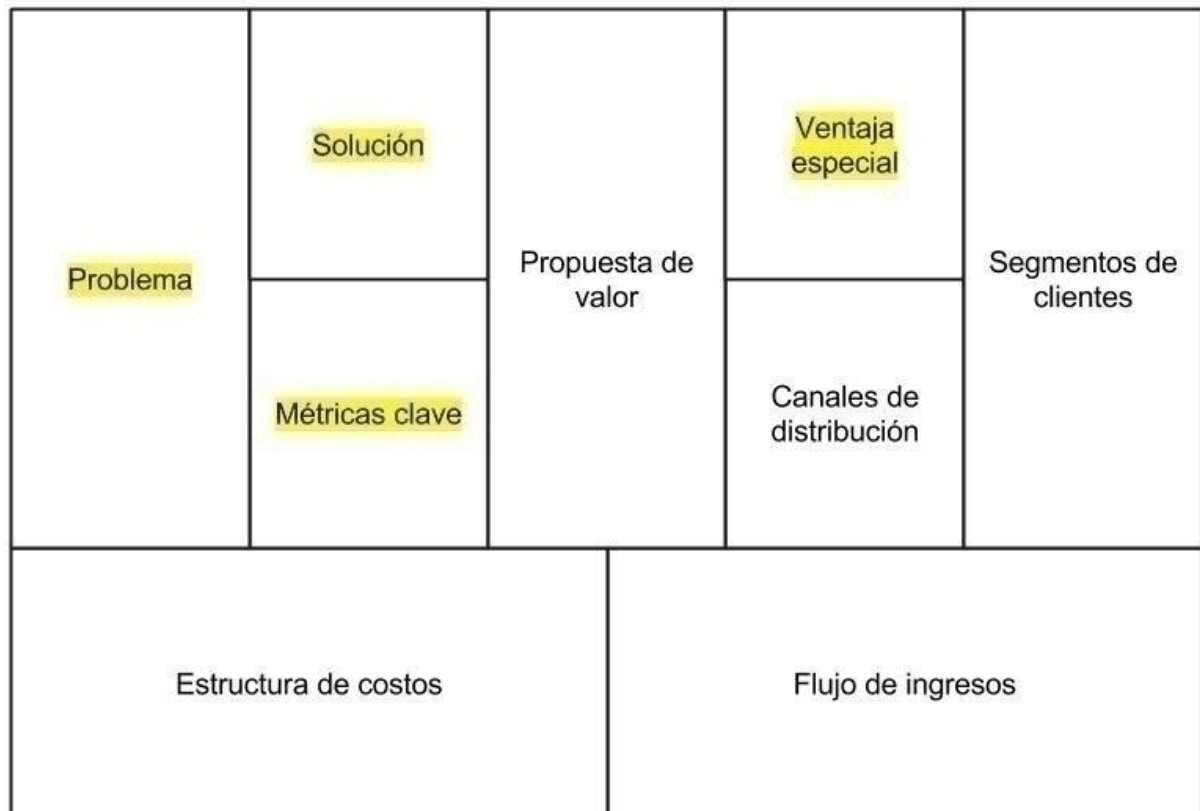 Problema
Solución
Métricas clave
Propuesta de
valor
Ventaja
especial
Canales de
distribución
Segmentos de
clientes
Estructura de costos
Flujo de ingresos